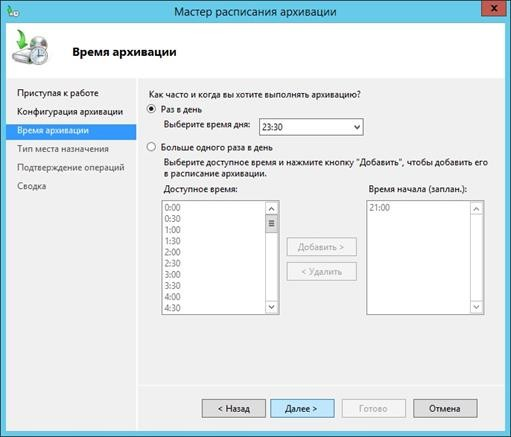 Мастер расписания архивации
Время архивации
Приступая к работе
Конфигурация архивации
Время архивации
Тип места назначения
Подтверждение операций
Сводка
Как часто и когда вы хотите выполнять архивацию?
Раз в день
Выберите время дня: 23:30
Больше одного раза в день
Выберите доступное время и нажмите кнопку "Добавить", чтобы добавить его
в расписание архивации.
Доступное время:
0:00
0:30
1:00
1:30
2:00
2:30
3:00
3:30
4:00
4:30
Добавить >
< Удалить
Время начала (заплан.):
21:00
< Назад
Далее >
Готово
Отмена